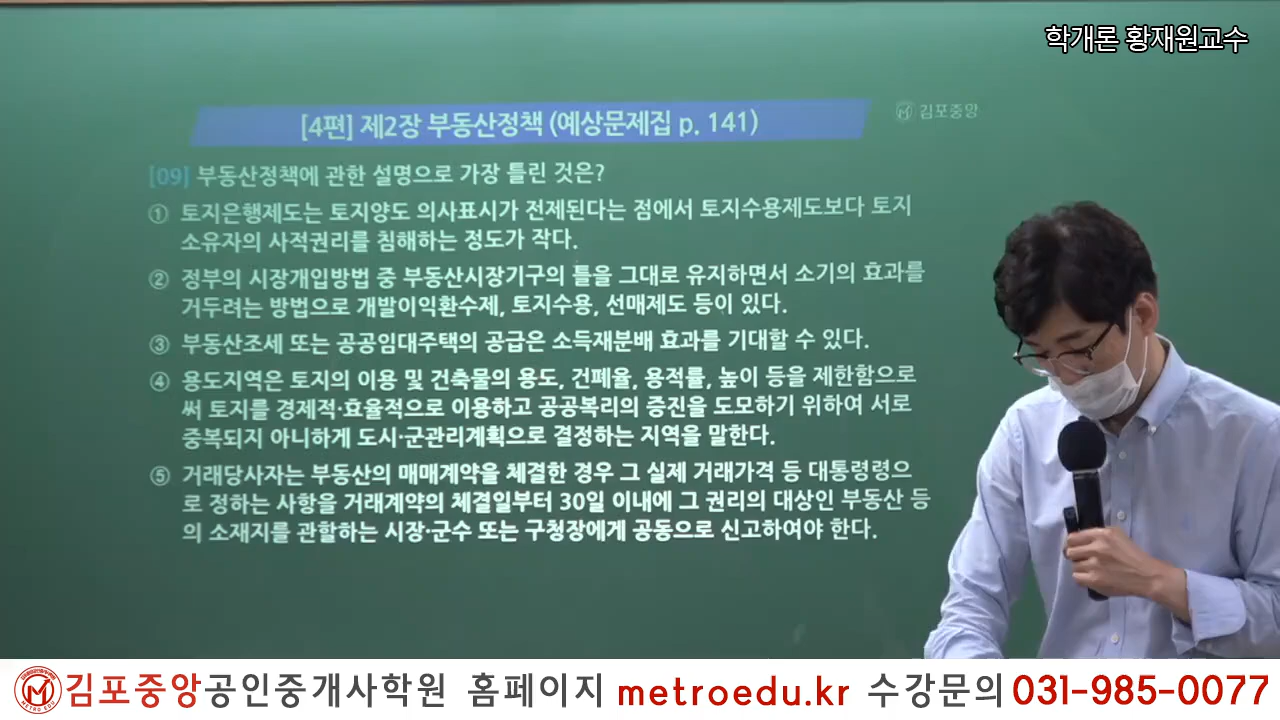 학개론 황재원교수
김포중앙
[4편] 제2장 부동산정책 (예상문제집 p. 141)
[09] 부동산정책에 관한 설명으로 가장 틀린 것은?
① 토지은행제도는 토지양도 의사표시가 전제된다는 점에서 토지수용제도보다 토지
소유자의 사적권리를 침해하는 정도가 작다.
② 정부의 시장개입방법 중 부동산시장기구의 틀을 그대로 유지하면서 소기의 효과를
거두려는 방법으로 개발이익환수제, 토지수용, 선매제도 등이 있다.
③ 부동산조세 또는 공공임대주택의 공급은 소득재분배 효과를 기대할 수 있다.
④ 용도지역은 토지의 이용 및 건축물의 용도, 건폐율, 용적률, 높이 등을 제한함으로
써 토지를 경제적·효율적으로 이용하고 공공복리의 증진을 도모하기 위하여 서로
중복되지 아니하게 도시·군관리계획으로 결정하는 지역을 말한다.
⑤ 거래당사자는 부동산의 매매계약을 체결한 경우 그 실제 거래가격 등 대통령령으
로 정하는 사항을 거래계약의 체결일부터 30일 이내에 그 권리의 대상인 부동산 등
의 소재지를 관할하는 시장·군수 또는 구청장에게 공동으로 신고하여야 한다.
METRO EDU
김포중앙공인중개사학원 홈페이지 metroedu.kr 수강문의 031-985-0077